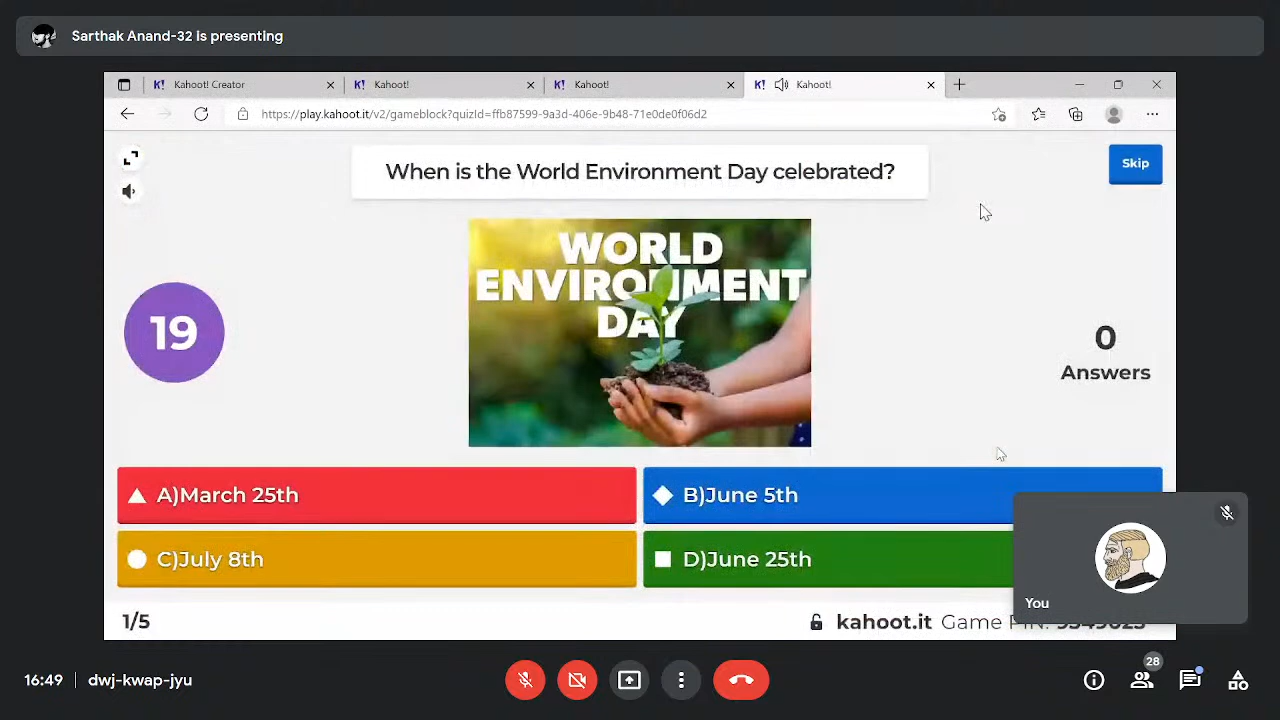 Sarthak Anand-32 is presenting
K! Kahoot! Creator
K! Kahoot!
K! Kahoot!
K! Kahoot!
https://play.kahoot.it/v2/gameblock?quizId=ffb87599-9a3d-406e-9b48-71e0de0f06d2
When is the World Environment Day celebrated?
Skip
WORLD
ENVIRONMENT
DAY
19
0
Answers
A)March 25th
B)June 5th
C)July 8th
D)June 25th
You
1/5
kahoot.it Game PIN:
16:49
dwj-kwap-jyu
28